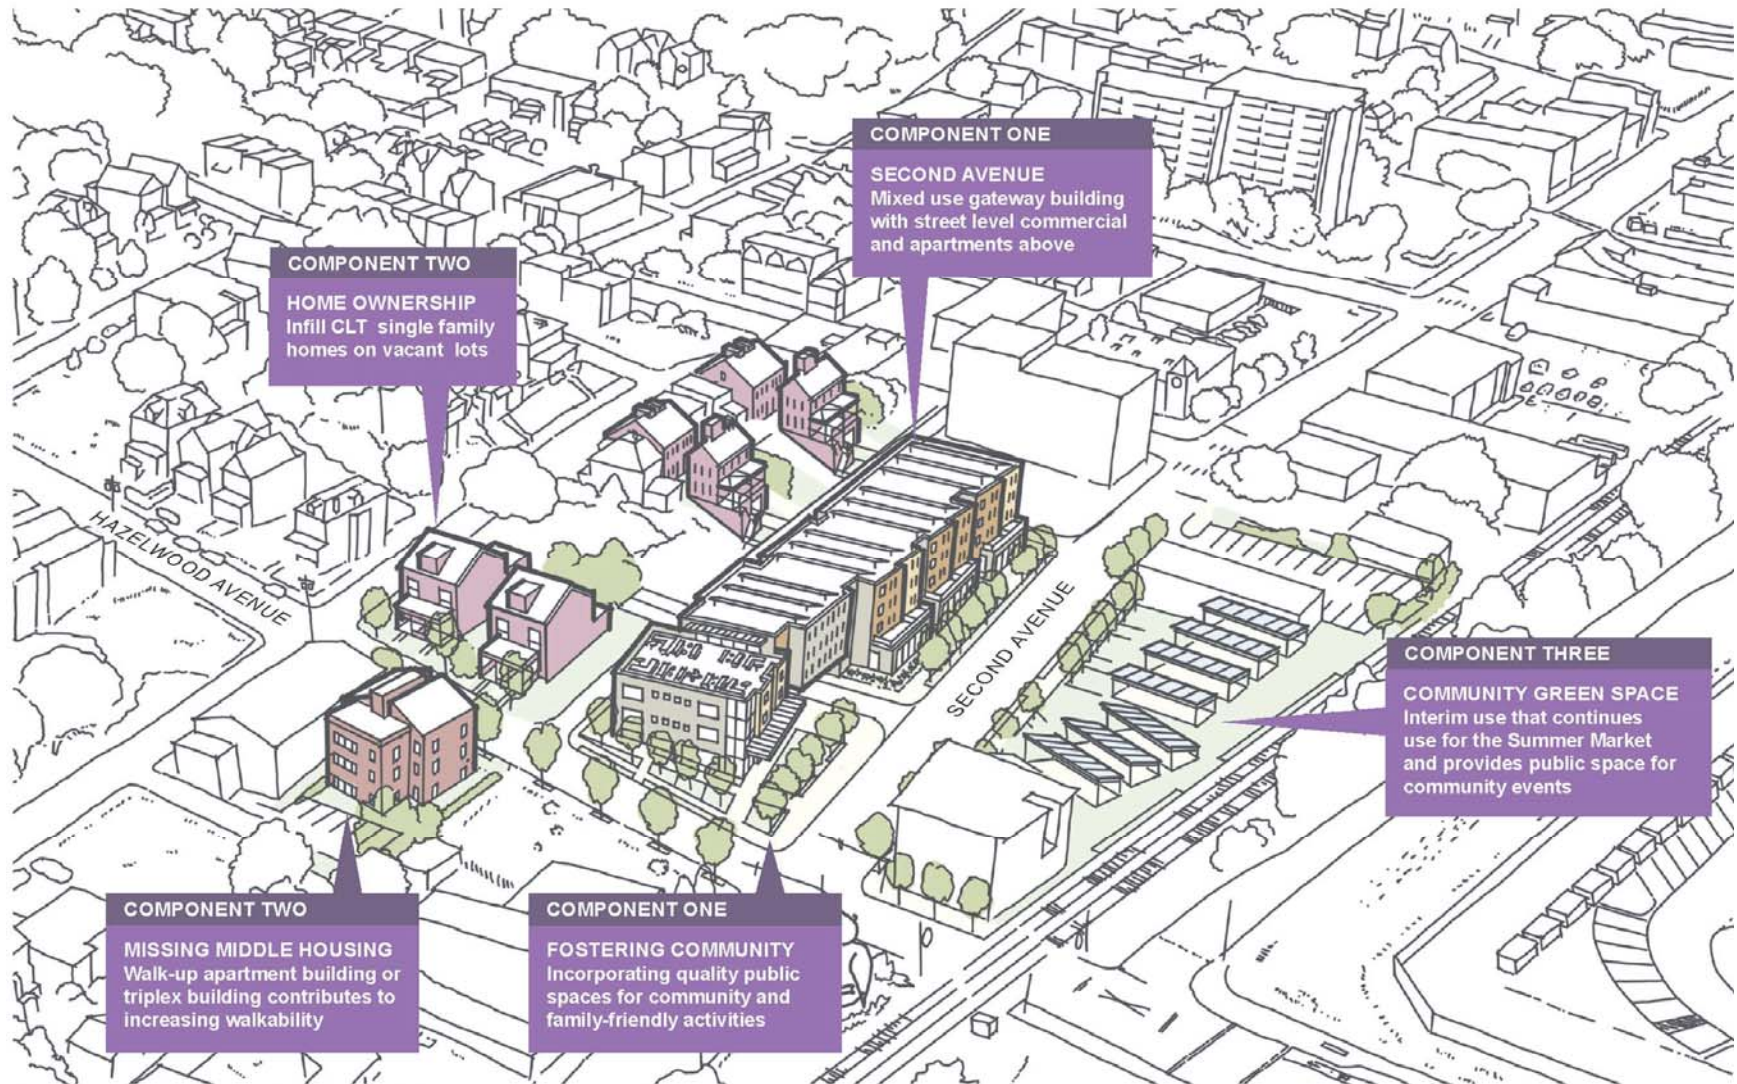 COMPONENT ONE
SECOND AVENUE
Mixed use gateway building
with street level commercial
and apartments above
COMPONENT TWO
HOME OWNERSHIP
Infill CLT single family
homes on vacant lots
HAZELWOOD AVENUE
SECOND AVENUE
COMPONENT THREE
COMMUNITY GREEN SPACE
Interim use that continues
use for the Summer Market
and provides public space for
community events
COMPONENT TWO
MISSING MIDDLE HOUSING
Walk-up apartment building or
triplex building contributes to
increasing walkability
COMPONENT ONE
FOSTERING COMMUNITY
Incorporating quality public
spaces for community and
family-friendly activities